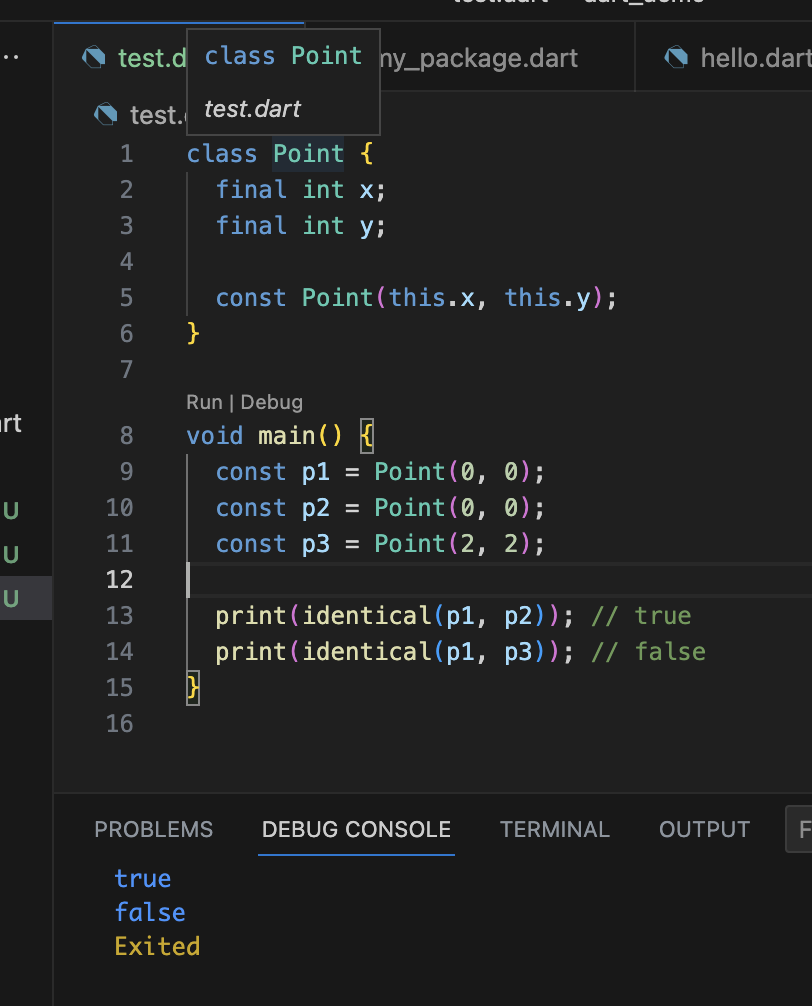 class Point
test.dart
test.d
my_package.dart
hello.dart
test.
1 class Point {
2 final int x;
3 final int y;
4
5 const Point(this.x, this.y);
6 }
7
Run | Debug
8 void main() {
9 const p1 = Point(0, 0);
10 const p2 = Point(0, 0);
11 const p3 = Point(2, 2);
12
13 print(identical(p1, p2)); // true
14 print(identical(p1, p3)); // false
15 }
16
art
U
U
U
PROBLEMS DEBUG CONSOLE TERMINAL OUTPUT F
true
false
Exited